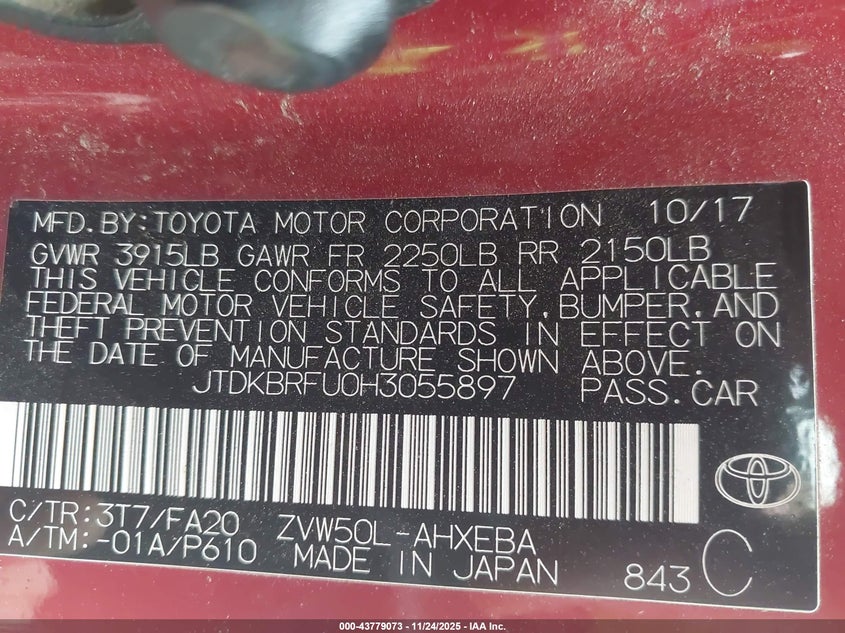 MFD.BY:TOYOTA MOTOR CORPORATION 10/17
GVWR 3915LB GAWR FR 2250LB RR 2150LB
THIS VEHICLE CONFORMS TO ALL APPLICABLE
FEDERAL MOTOR VEHICLE SAFETY,BUMPER,AND
THEFT PREVENTION STANDARDS IN EFFECT ON
THE DATE OF MANUFACTURE SHOWN ABOVE.
JTDKBRFU0H3055897 PASS.CAR
C/TR:3T7/FA20 ZVW50L-AHXEBA
A/TM:-01A/P610 MADE IN JAPAN 843 C
000-43779073 - 11/24/2025 - IAA Inc.